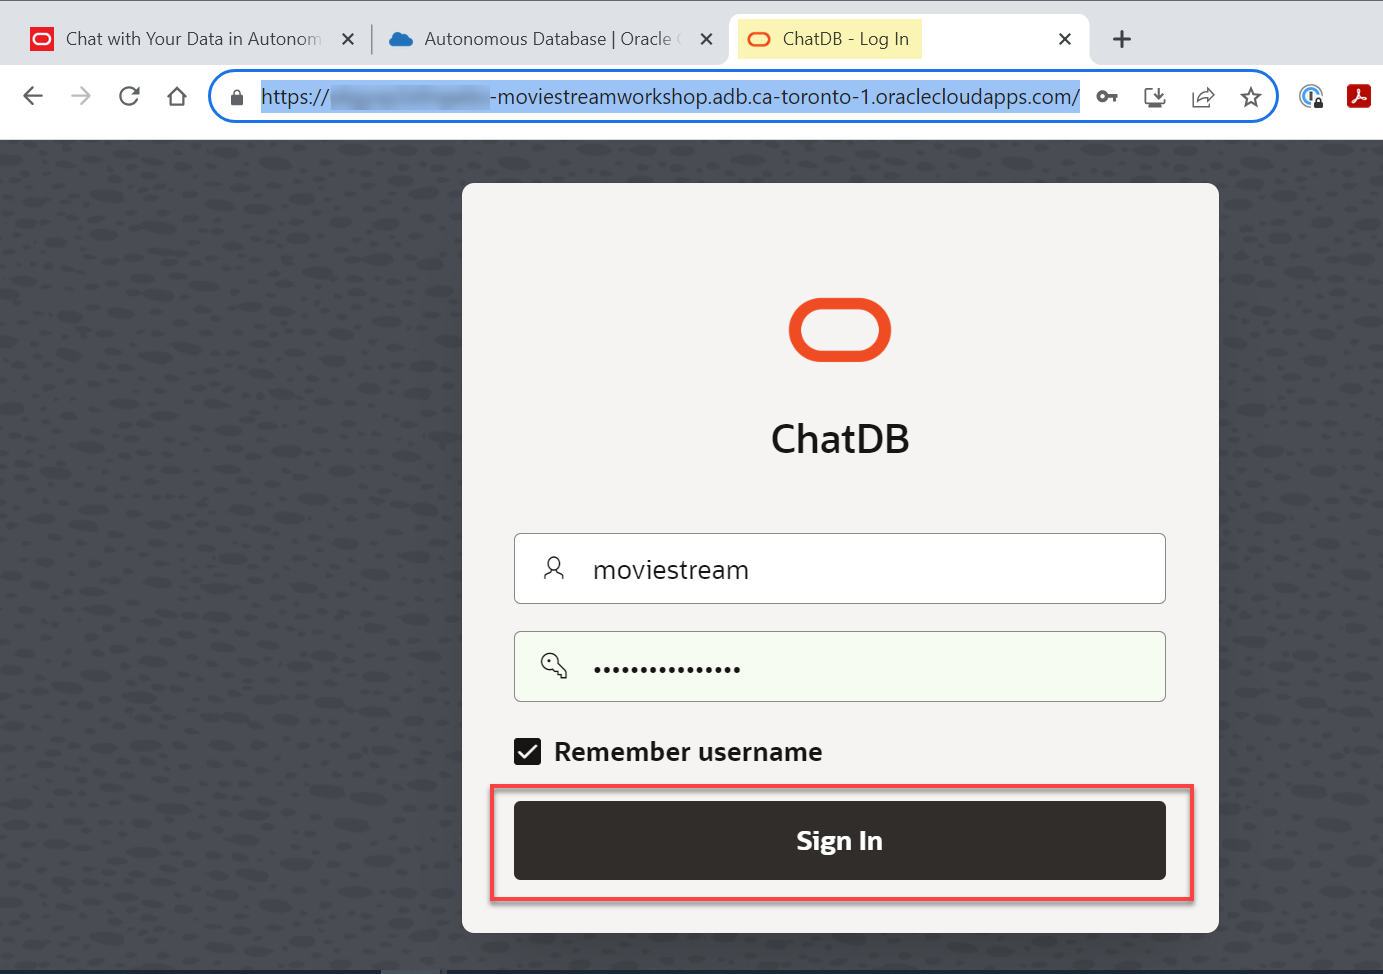 Chat with Your Data in Autonom
Autonomous Database | Oracle
ChatDB - Log In
https:// -moviestreamworkshop.adb.ca-toronto-1.oraclecloudapps.com/
ChatDB
moviestream
••••••••••••••••
Remember username
Sign In